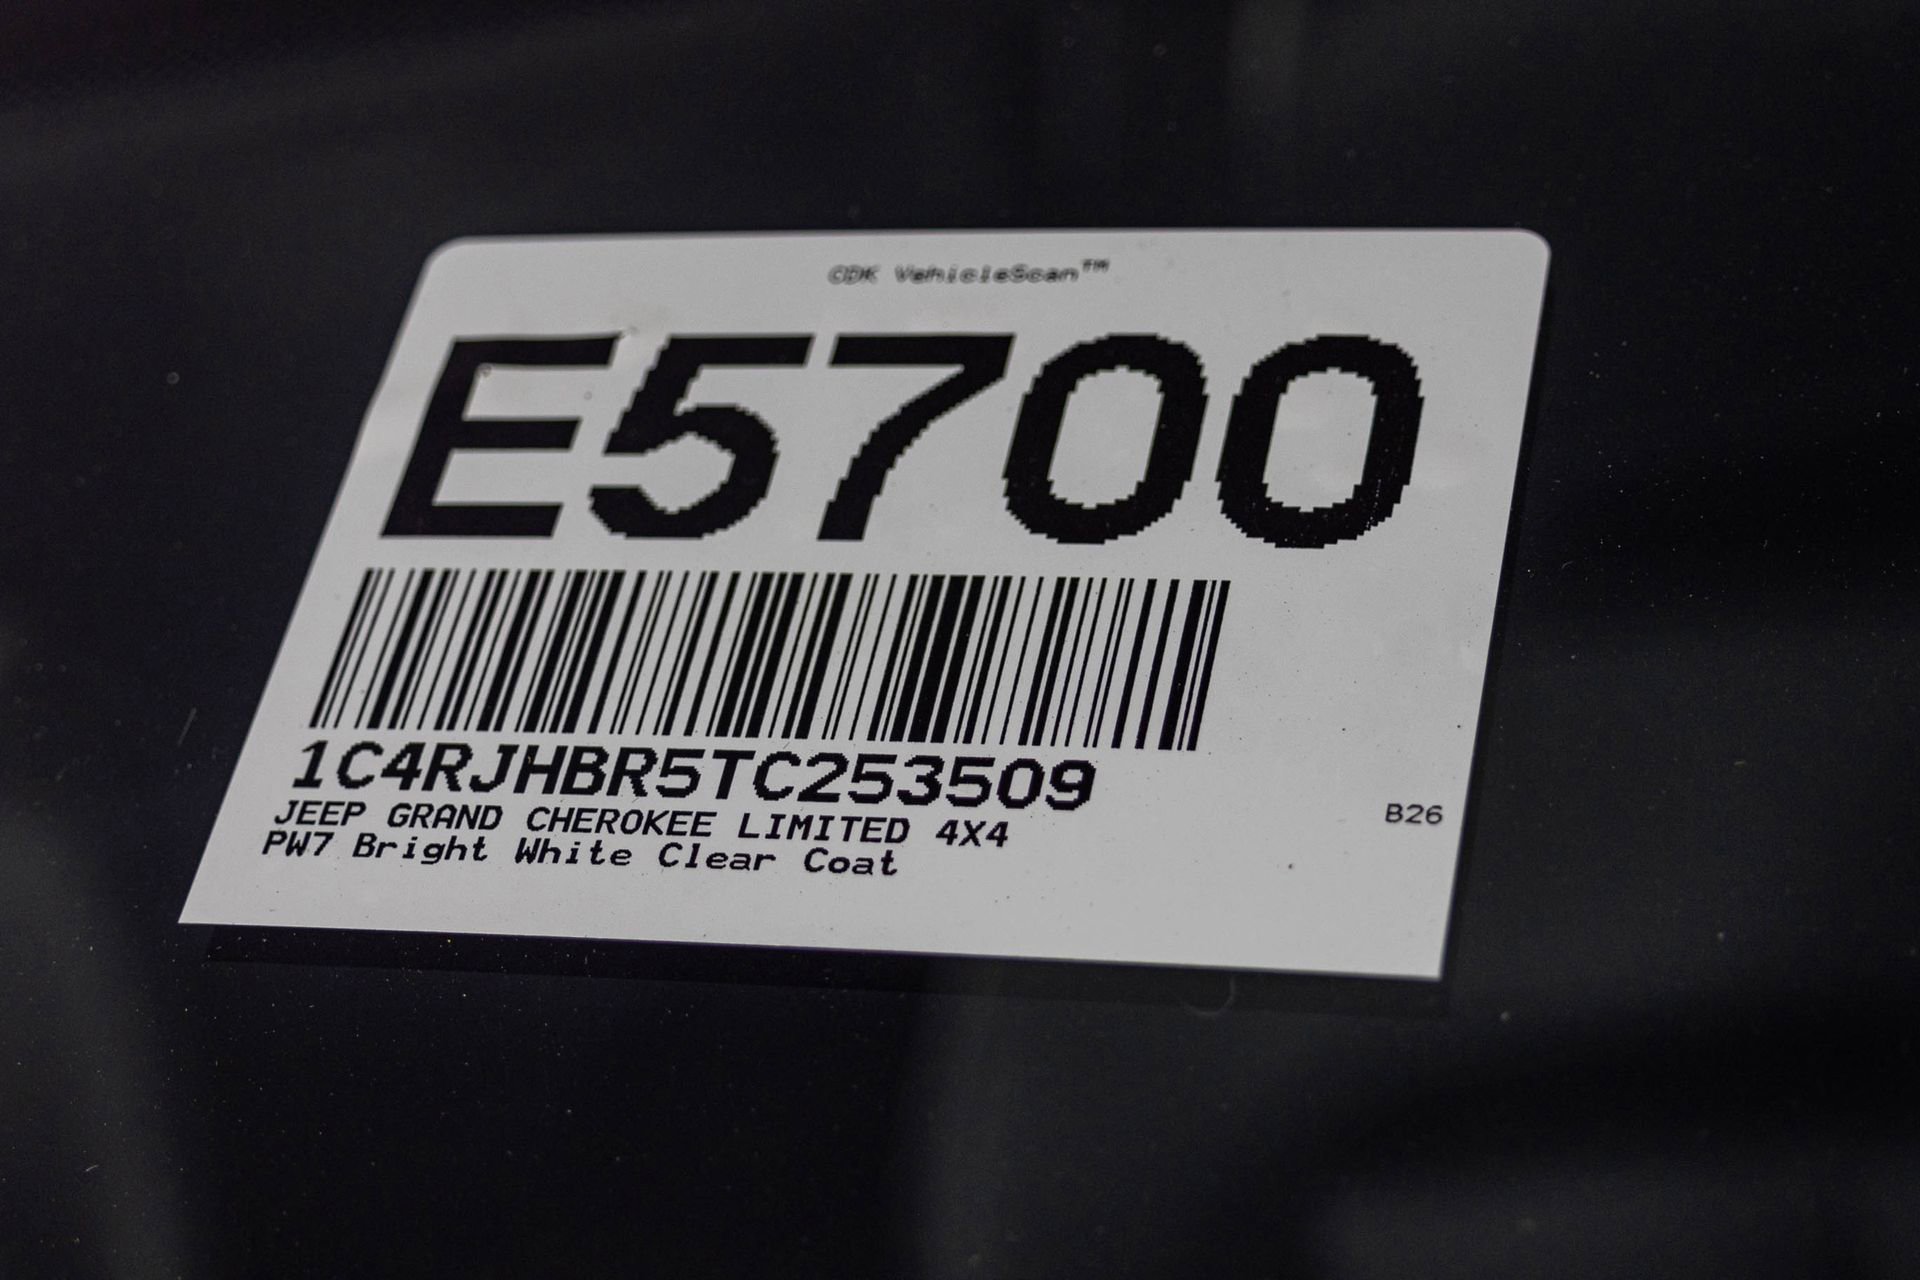 CDK VehicleScan™
E5700
1C4RJHBR5TC253509
JEEP GRAND CHEROKEE LIMITED 4X4
B26
PW7 Bright White Clear Coat